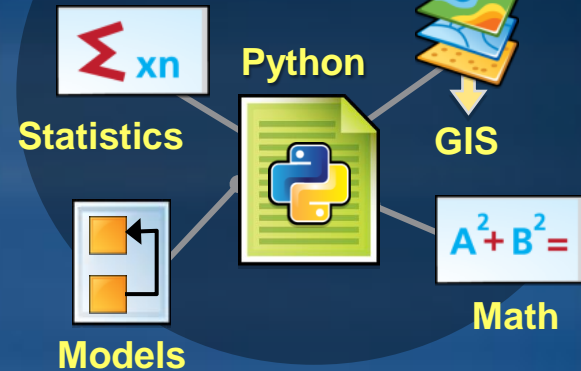 Σ xn
Python
Statistics
GIS
A²+ B²=
Math
Models